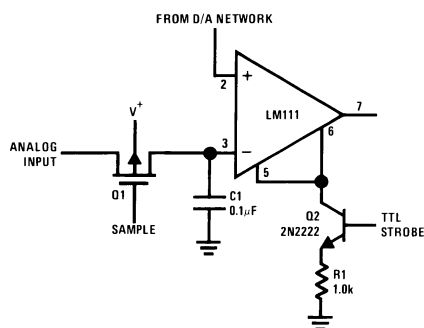 FROM D/A NETWORK
2
+
LM111
7
V+
6
ANALOG
INPUT
3
−
5
Q1
C1
0.1μF
SAMPLE
Q2
2N2222
TTL
STROBE
R1
1.0k